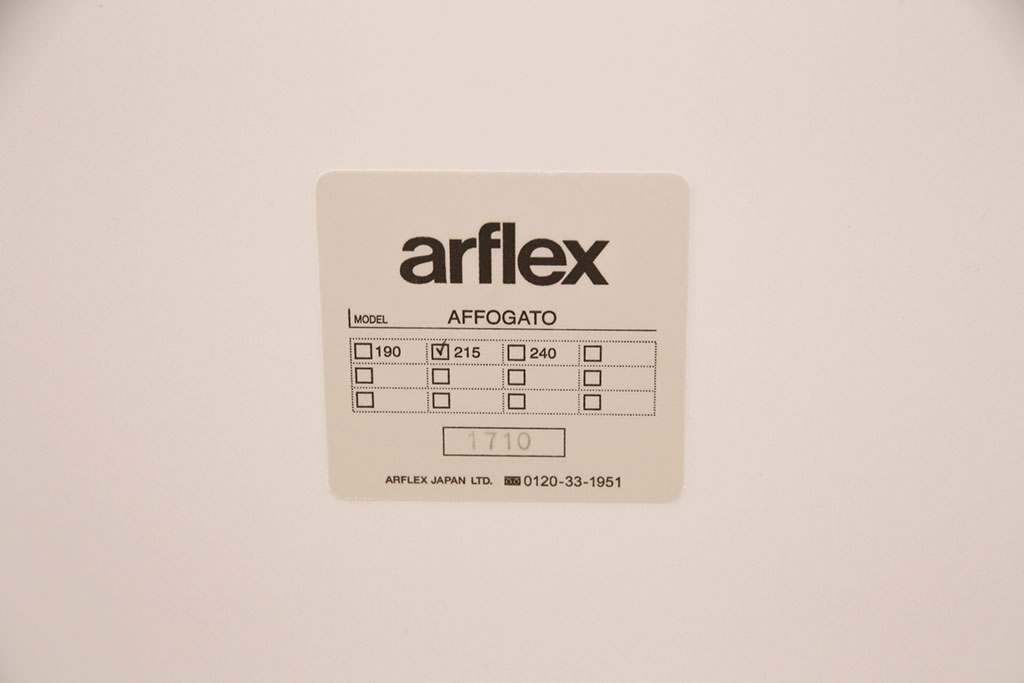 arflex
MODEL AFFOGATO
☐ 190 ☑ 215 ☐ 240 ☐
☐ ☐ ☐ ☐
☐ ☐ ☐ ☐
1710
ARFLEX JAPAN LTD. 0120-33-1951